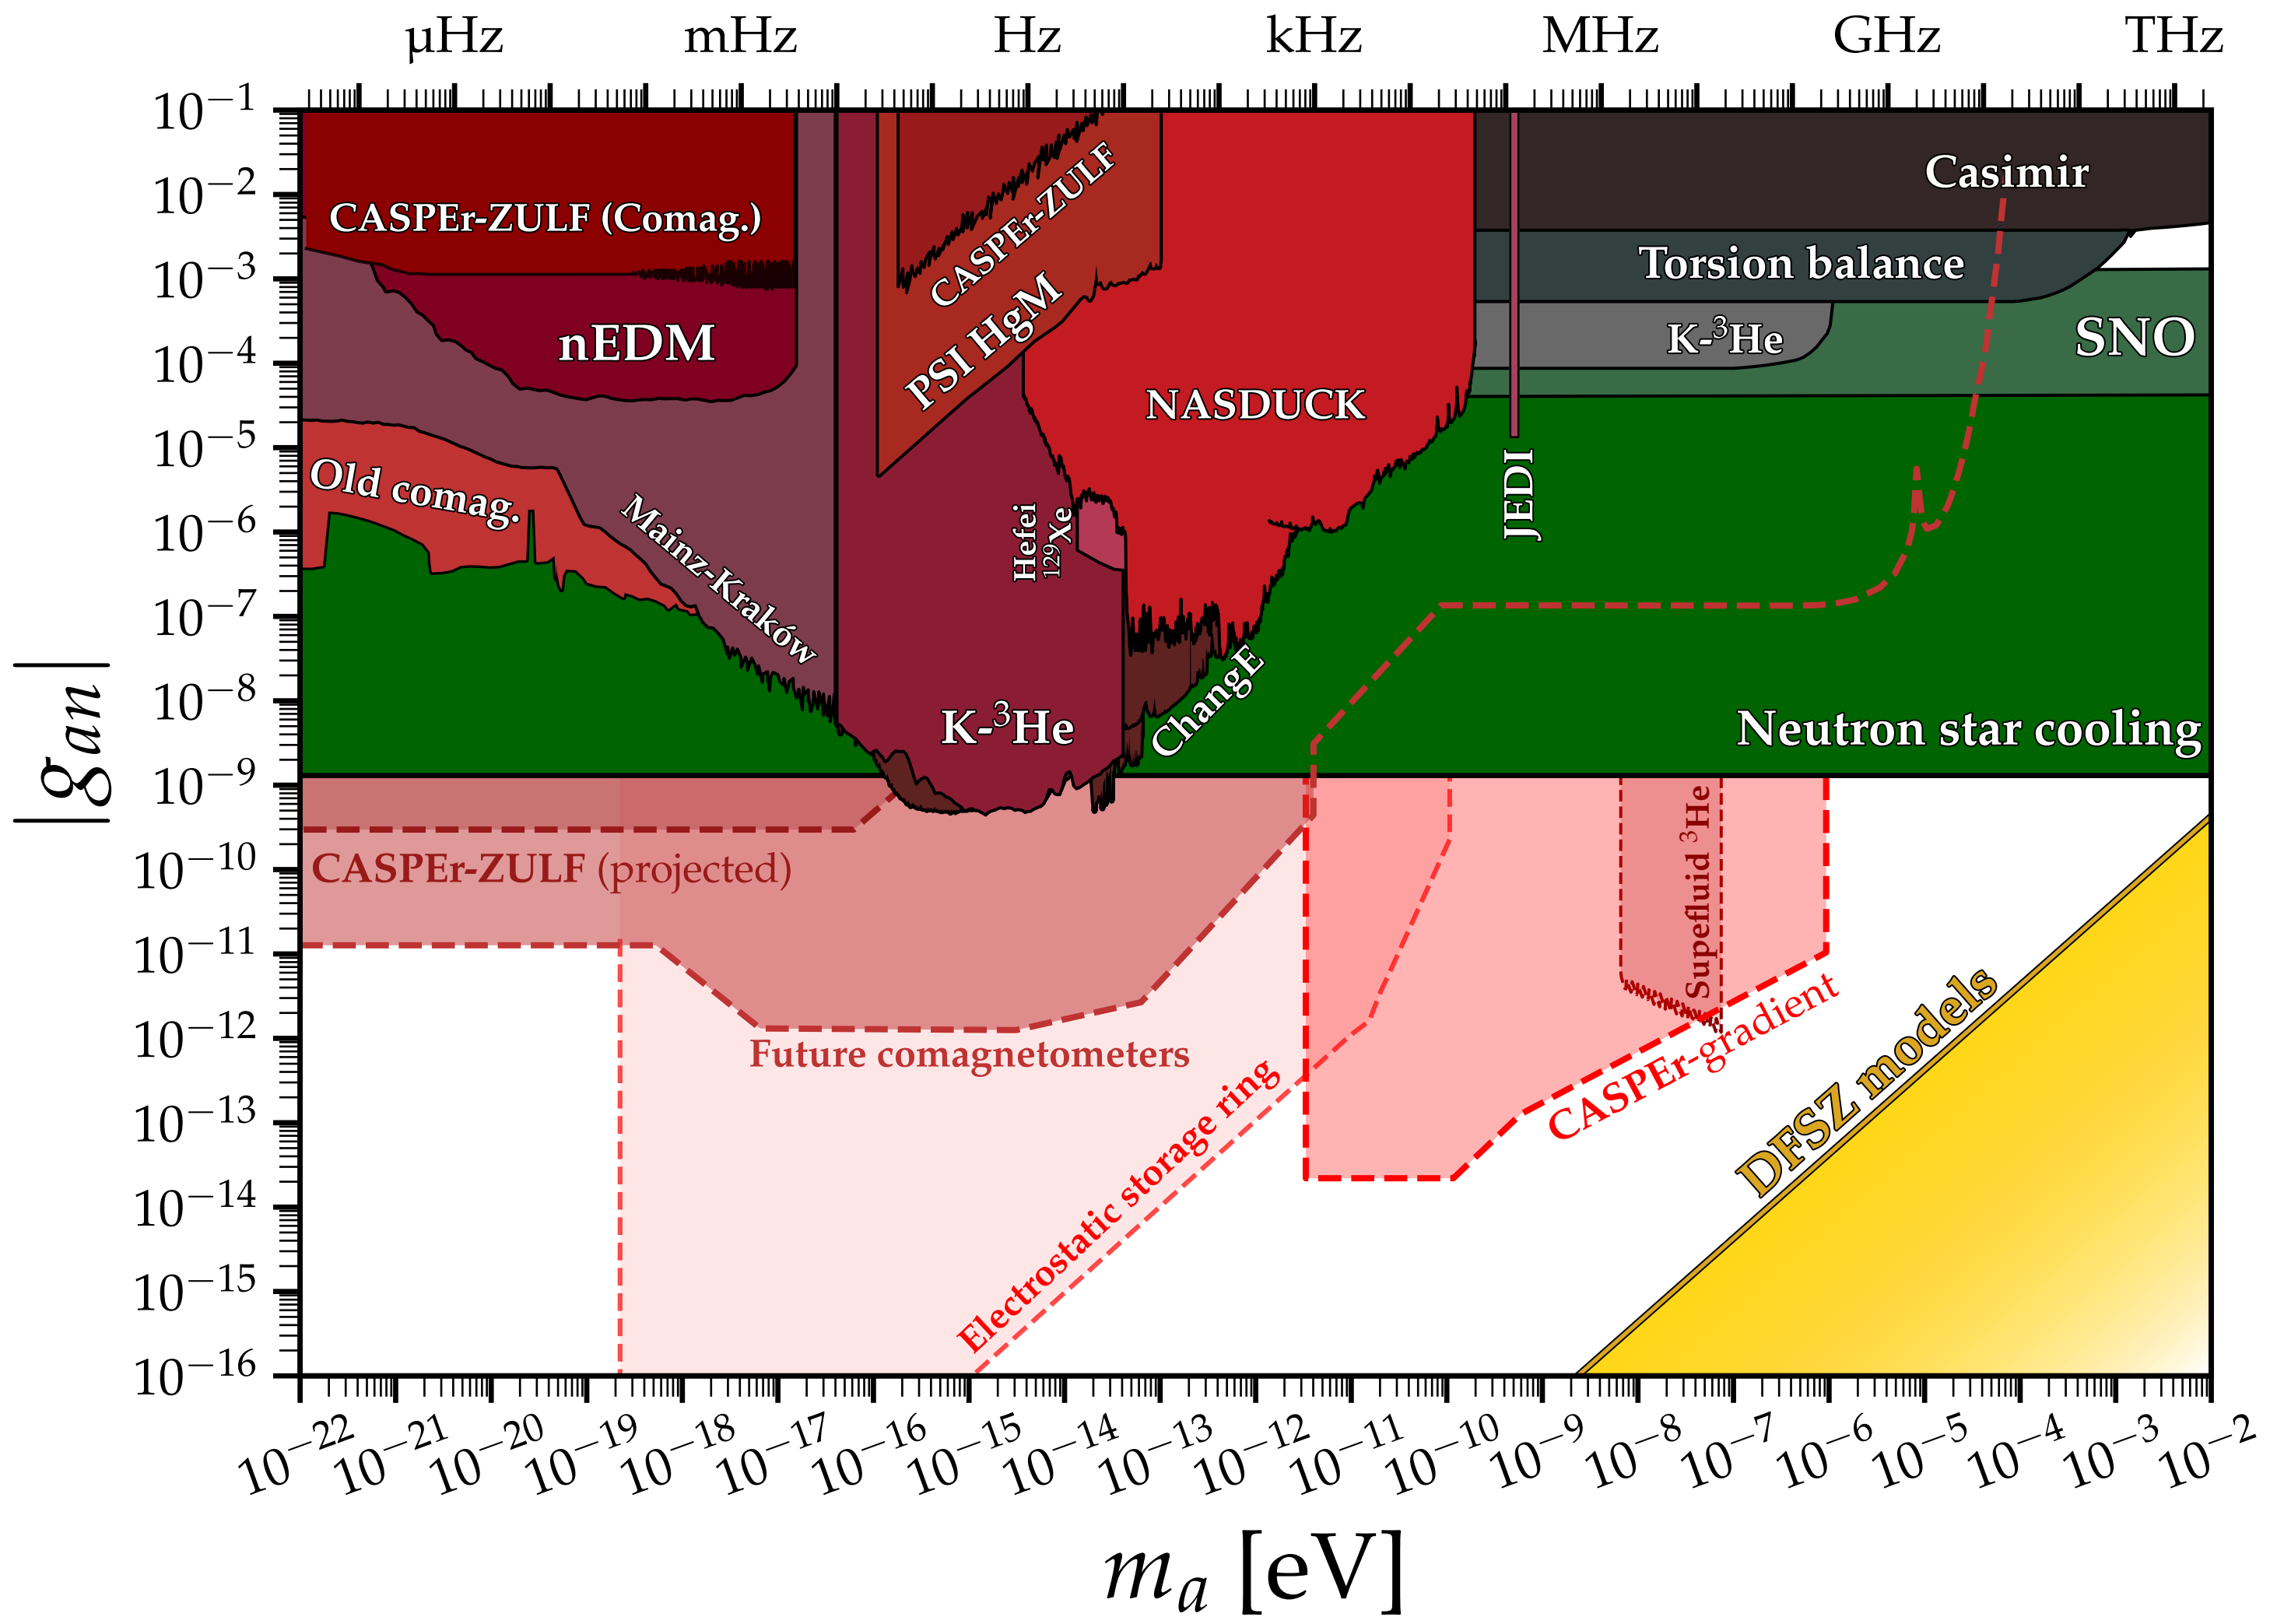 µHz mHz Hz kHz MHz GHz THz
10⁻¹
10⁻²
10⁻³
10⁻⁴
10⁻⁵
10⁻⁶
10⁻⁷
10⁻⁸
10⁻⁹
10⁻¹⁰
10⁻¹¹
10⁻¹²
10⁻¹³
10⁻¹⁴
10⁻¹⁵
10⁻¹⁶
|g_an|
CASPEr-ZULF (Comag.)
nEDM
Old comag.
Mainz-Kraków
CASPEr-ZULF
PSI HgM
NASDUCK
Hefei
¹²⁹Xe
K-³He
ChangE
JEDI
Casimir
Torsion balance
K-³He
SNO
Neutron star cooling
CASPEr-ZULF (projected)
Future comagnetometers
Electrostatic storage ring
Supefluid ³He
CASPEr-gradient
DFSZ models
10⁻²² 10⁻²¹ 10⁻²⁰ 10⁻¹⁹ 10⁻¹⁸ 10⁻¹⁷ 10⁻¹⁶ 10⁻¹⁵ 10⁻¹⁴ 10⁻¹³ 10⁻¹² 10⁻¹¹ 10⁻¹⁰ 10⁻⁹ 10⁻⁸ 10⁻⁷ 10⁻⁶ 10⁻⁵ 10⁻⁴ 10⁻³ 10⁻²
m_a [eV]